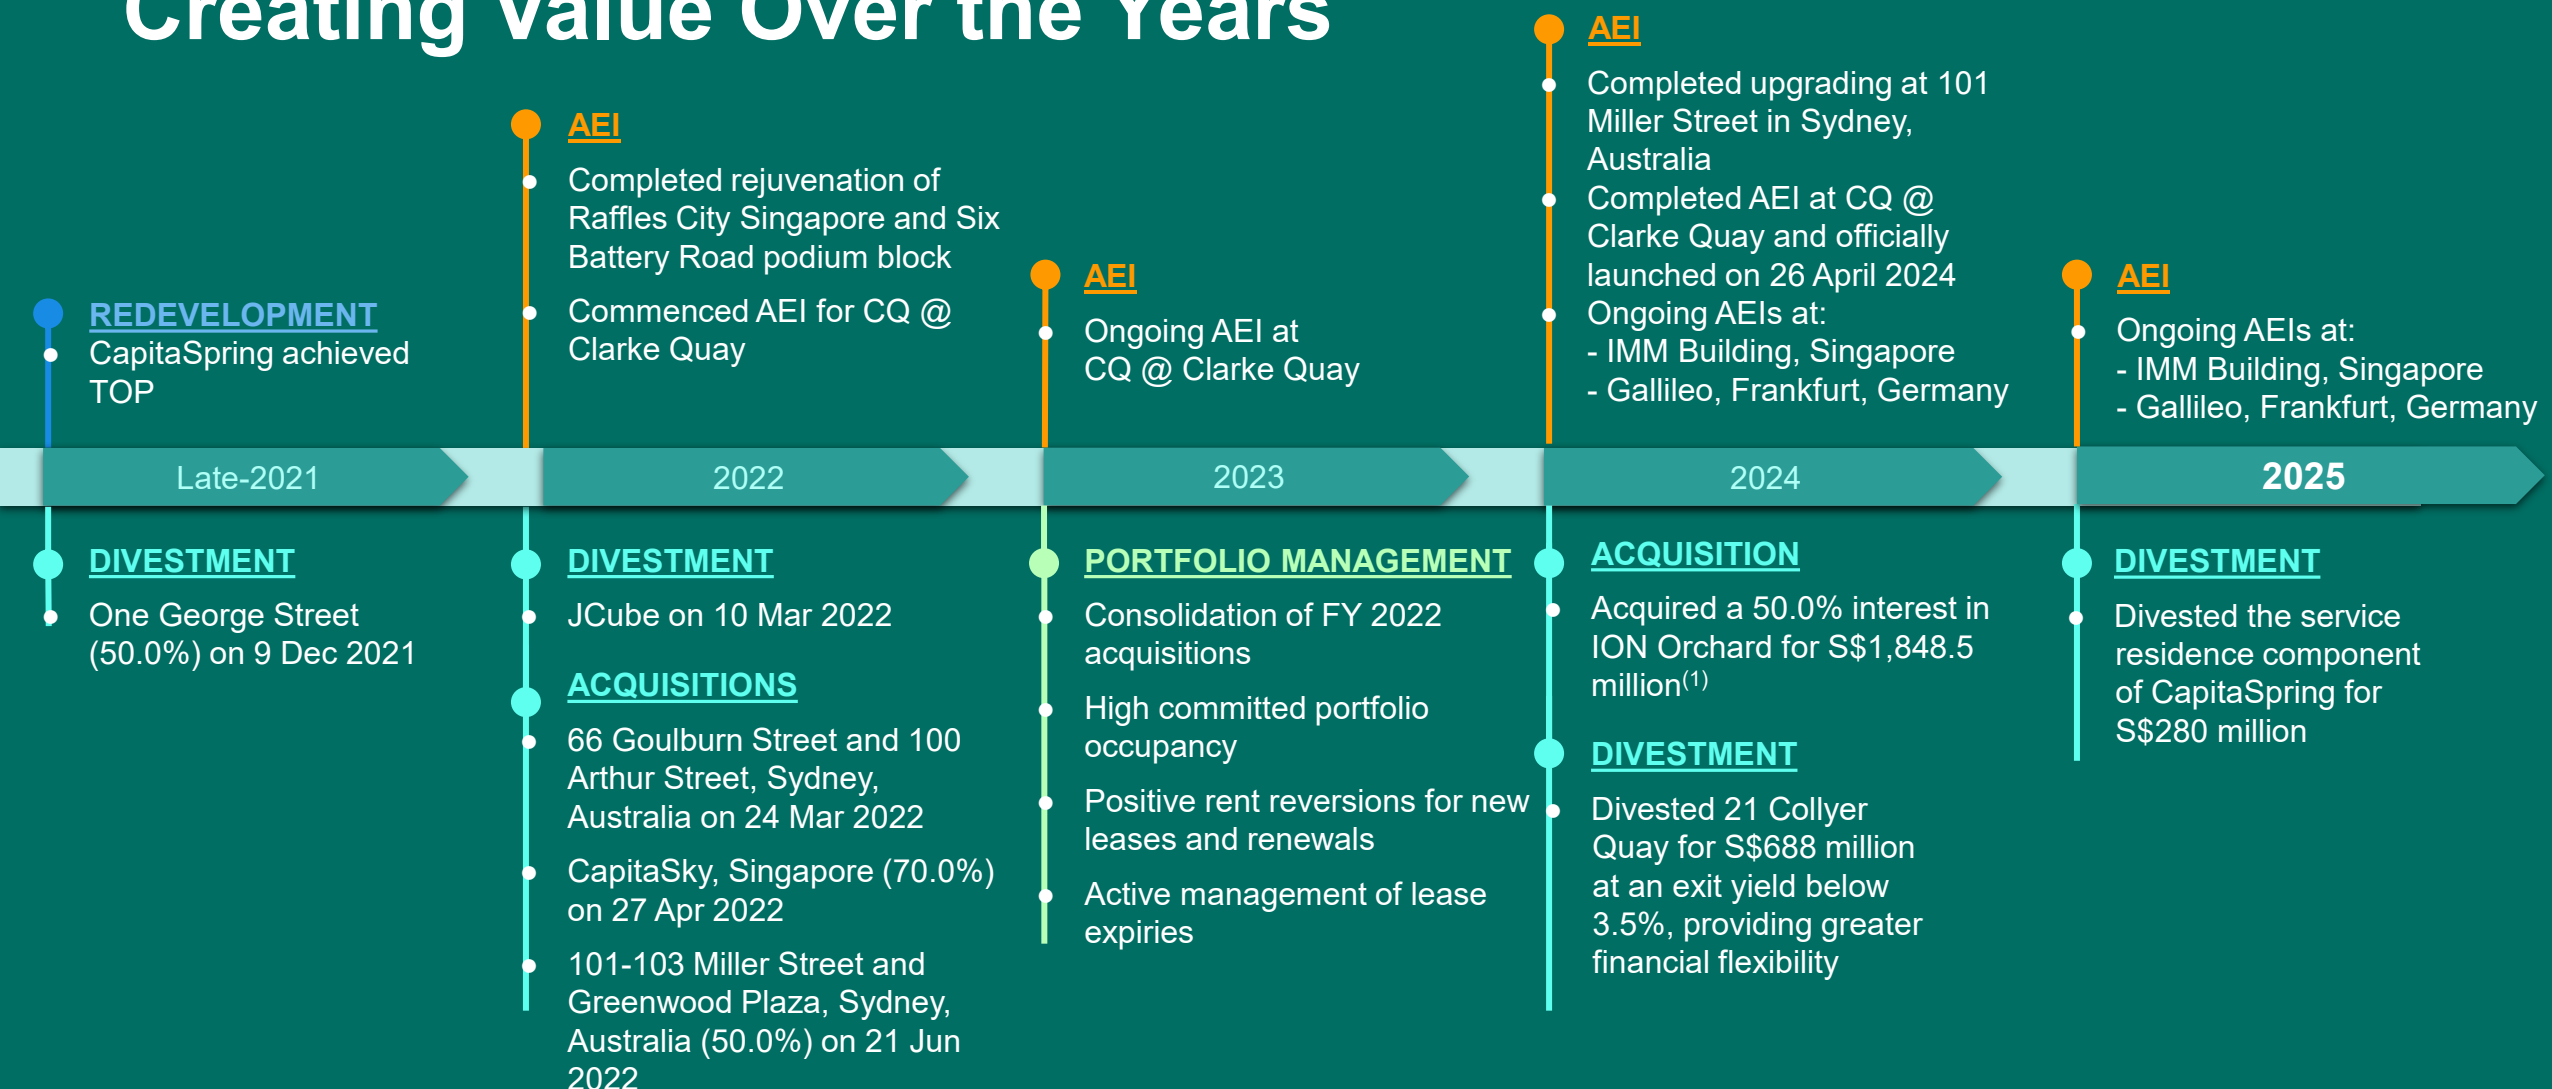 Creating Value Over the Years
REDEVELOPMENT
CapitaSpring achieved
TOP
AEI
Completed rejuvenation of
Raffles City Singapore and Six
Battery Road podium block
Commenced AEI for CQ @
Clarke Quay
AEI
Ongoing AEI at
CQ @ Clarke Quay
AEI
Completed upgrading at 101
Miller Street in Sydney,
Australia
Completed AEI at CQ @
Clarke Quay and officially
launched on 26 April 2024
Ongoing AEIs at:
- IMM Building, Singapore
- Gallileo, Frankfurt, Germany
AEI
Ongoing AEIs at:
- IMM Building, Singapore
- Gallileo, Frankfurt, Germany
Late-2021
2022
2023
2024
2025
DIVESTMENT
One George Street
(50.0%) on 9 Dec 2021
DIVESTMENT
JCube on 10 Mar 2022
ACQUISITIONS
66 Goulburn Street and 100
Arthur Street, Sydney,
Australia on 24 Mar 2022
CapitaSky, Singapore (70.0%)
on 27 Apr 2022
101-103 Miller Street and
Greenwood Plaza, Sydney,
Australia (50.0%) on 21 Jun
2022
PORTFOLIO MANAGEMENT
Consolidation of FY 2022
acquisitions
High committed portfolio
occupancy
Positive rent reversions for new
leases and renewals
Active management of lease
expiries
ACQUISITION
Acquired a 50.0% interest in
ION Orchard for S$1,848.5
million(1)
DIVESTMENT
Divested 21 Collyer
Quay for S$688 million
at an exit yield below
3.5%, providing greater
financial flexibility
DIVESTMENT
Divested the service
residence component
of CapitaSpring for
S$280 million